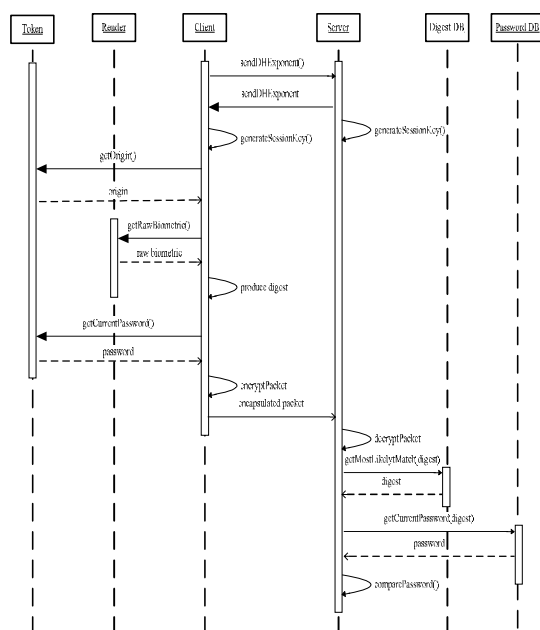 Token
Reader
Client
Server
Digest DB
Password DB
sendDHExponent()
sendDHExponent
generateSessionKey()
generateSessionKey()
getOrigin()
origin
getRawBiometric()
raw biometric
produce digest
getCurrentPassword()
password
encryptPacket
encapsulated packet
decryptPacket
getMostLikelytMatch(digest)
digest
getCurrentPassword(digest)
password
comparePassword()